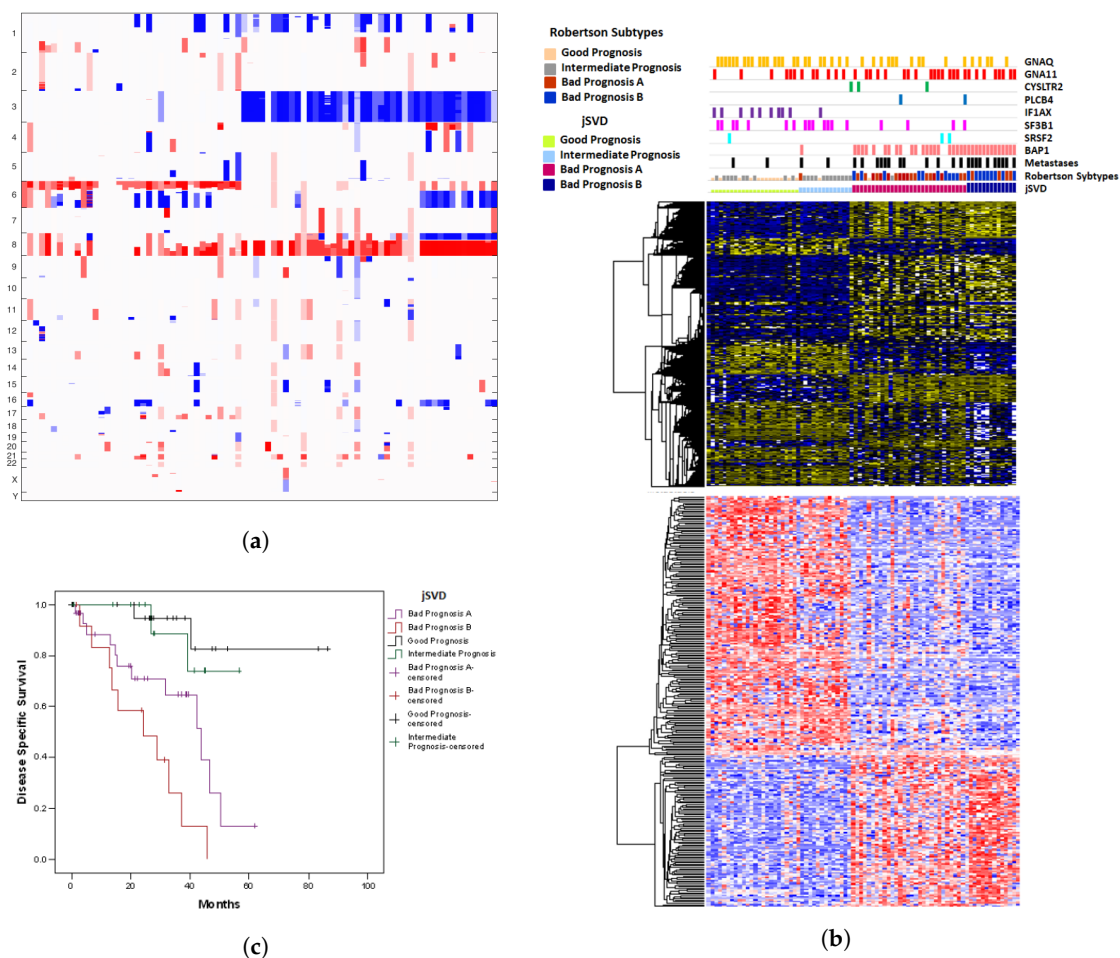 1
2
3
4
5
6
7
8
9
10
11
12
13
14
15
16
17
18
19
20
21
22
X
Y
(a)
Robertson Subtypes
Good Prognosis
Intermediate Prognosis
Bad Prognosis A
Bad Prognosis B
jSVD
Good Prognosis
Intermediate Prognosis
Bad Prognosis A
Bad Prognosis B
GNAQ
GNA11
CYSLTR2
PLCB4
IF1AX
SF3B1
SRSF2
BAP1
Metastases
Robertson Subtypes
jSVD
(b)
Disease Specific Survival
1.0
0.8
0.6
0.4
0.2
0.0
0 20 40 60 80 100
Months
jSVD
Bad Prognosis A
Bad Prognosis B
Good Prognosis
Intermediate Prognosis
Bad Prognosis A-
censored
Bad Prognosis B-
censored
Good Prognosis-
censored
Intermediate
Prognosis-censored
(c)